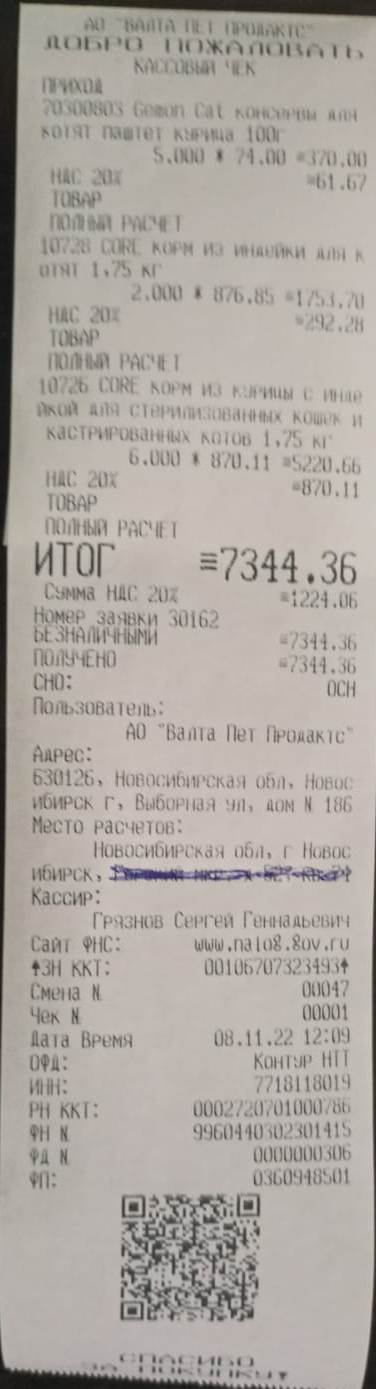 АО "ВАЛТА ПЕТ ПРОДАКТС"
ДОБРО ПОЖАЛОВАТЬ
КАССОВЫЙ ЧЕК
ПРИХОД
70300803 Gemon Cat консервы для
котят паштет курица 100г
5.000 * 74.00 =370.00
НДС 20% =61.67
ТОВАР
ПОЛНЫЙ РАСЧЕТ
10728 CORE корм из индейки для к
отят 1,75 кг
2.000 * 876.85 =1753.70
НДС 20% =292.28
ТОВАР
ПОЛНЫЙ РАСЧЕТ
10726 CORE корм из курицы с инде
йкой для стерилизованных кошек и
кастрированных котов 1,75 кг
6.000 * 870.11 =5220.66
НДС 20% =870.11
ТОВАР
ПОЛНЫЙ РАСЧЕТ
ИТОГ =7344.36
Сумма НДС 20% =1224.06
Номер заявки 30162
БЕЗНАЛИЧНЫМИ =7344.36
ПОЛУЧЕНО =7344.36
СНО: ОСН
Пользователь:
АО "Валта Пет Продактс"
Адрес:
630126, Новосибирская обл, Новос
ибирск г, Выборная ул, дом N 186
Место расчетов:
Новосибирская обл, г Новос
ибирск,
Кассир:
Грязнов Сергей Геннадьевич
Сайт ФНС: www.nalog.gov.ru
↑ЗН ККТ: 00106707323493↑
Смена N 00047
Чек N 00001
Дата Время 08.11.22 12:09
ОФД: Контур НТТ
ИНН: 7718118019
РН ККТ: 0002720701000786
ФН N 9960440302301415
ФД N 0000000306
ФП: 0360948501
СПАСИБО
ЗА ПОКУПКУ!